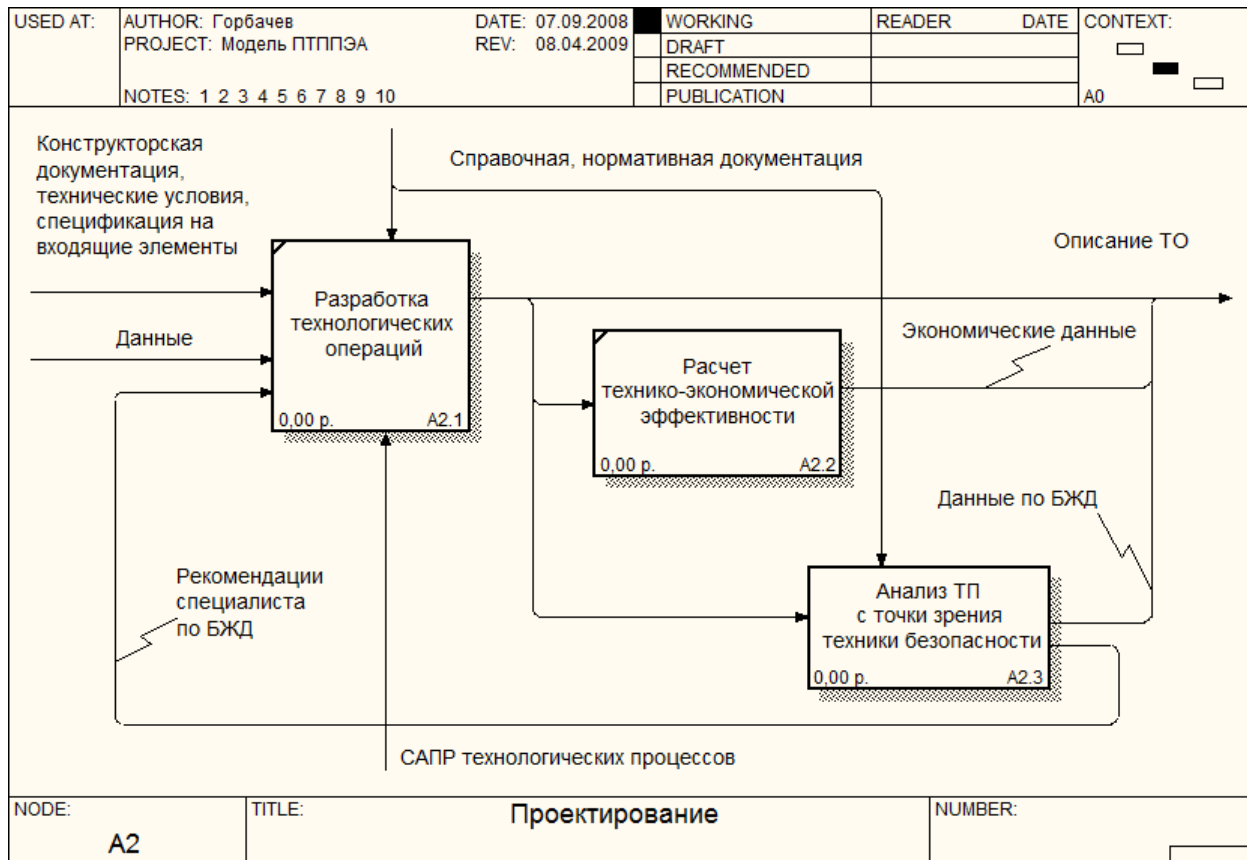 USED AT:
AUTHOR: Горбачев
DATE: 07.09.2008
PROJECT: Модель ПТППЭА
REV: 08.04.2009
NOTES: 1 2 3 4 5 6 7 8 9 10
WORKING
DRAFT
RECOMMENDED
PUBLICATION
READER
DATE
CONTEXT:
A0
Конструкторская
документация,
технические условия,
спецификация на
входящие элементы
Справочная, нормативная документация
Описание ТО
Данные
Разработка
технологических
операций
0,00 р.
A2.1
Экономические данные
Расчет
технико-экономической
эффективности
0,00 р.
A2.2
Данные по БЖД
Рекомендации
специалиста
по БЖД
Анализ ТП
с точки зрения
техники безопасности
0,00 р.
A2.3
САПР технологических процессов
NODE:
A2
TITLE:
Проектирование
NUMBER: